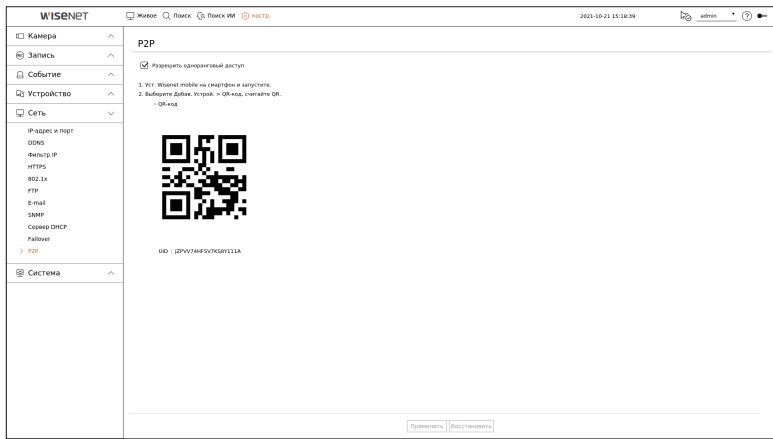 WISENET
Живое Поиск Поиск ИИ настр.
2021-10-21 15:18:39
admin
Камера
Запись
Событие
Устройство
Сеть
IP-адрес и порт
DDNS
Фильтр IP
HTTPS
802.1x
FTP
E-mail
SNMP
Сервер DHCP
Failover
P2P
Система
P2P
Разрешить одноранговый доступ
1. Уст. Wisenet mobile на смартфон и запустите.
2. Выберите Добав. Устрой. > QR-код, считайте QR.
◦ QR-код
UID : JZPVV74HFSV7KS8Y111A
Применить Восстановить